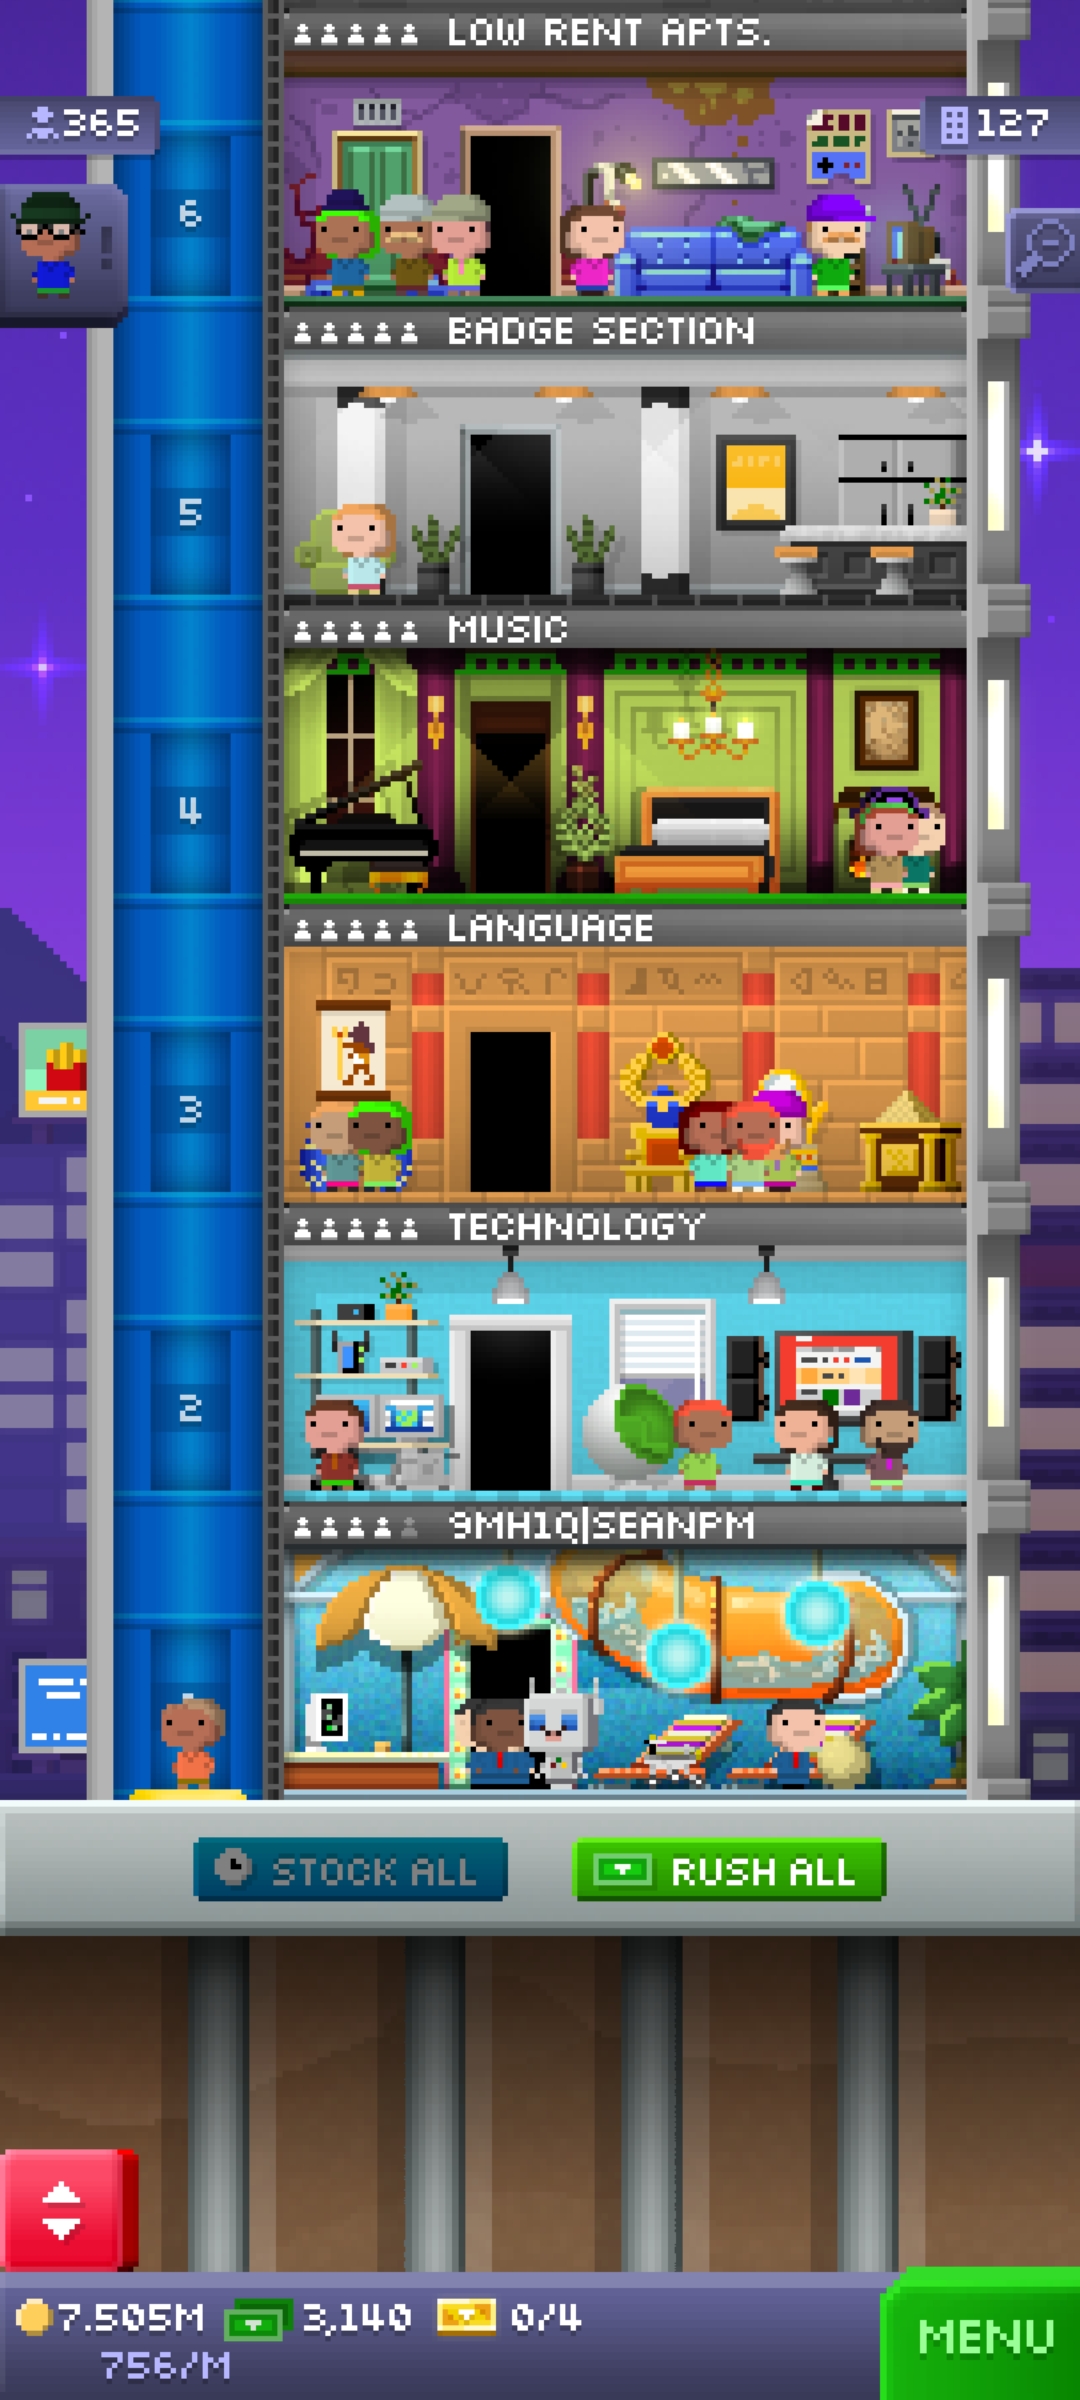 LOW RENT APTS.
365
127
6
BADGE SECTION
5
MUSIC
4
LANGUAGE
3
TECHNOLOGY
2
9MH1Q|SEANPM
STOCK ALL
RUSH ALL
7.505M 3,140 0/4
756/M
MENU